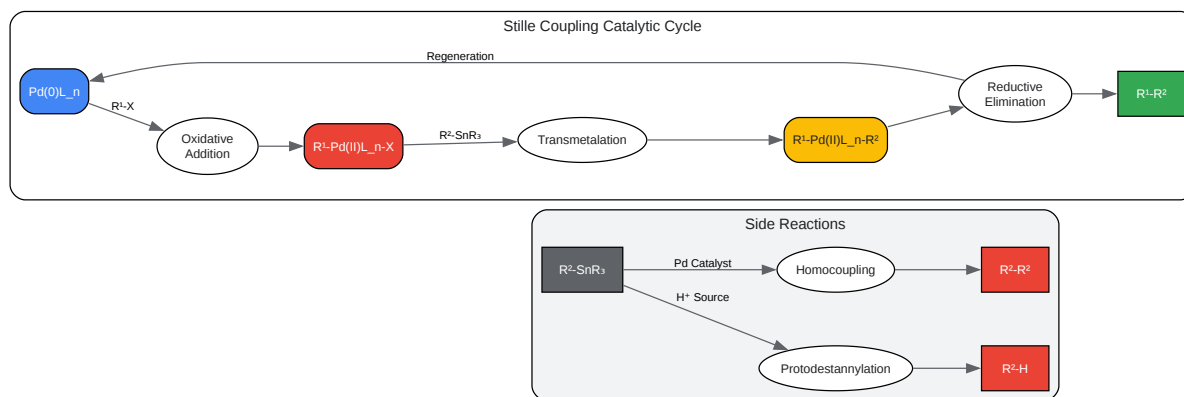 Stille Coupling Catalytic Cycle
Regeneration
Pd(0)L_n
R¹-X
Oxidative
Addition
R¹-Pd(II)L_n-X
R²-SnR₃
Transmetalation
R¹-Pd(II)L_n-R²
Reductive
Elimination
R¹-R²
Side Reactions
R²-SnR₃
Pd Catalyst
Homocoupling
R²-R²
H⁺ Source
Protodestannylation
R²-H